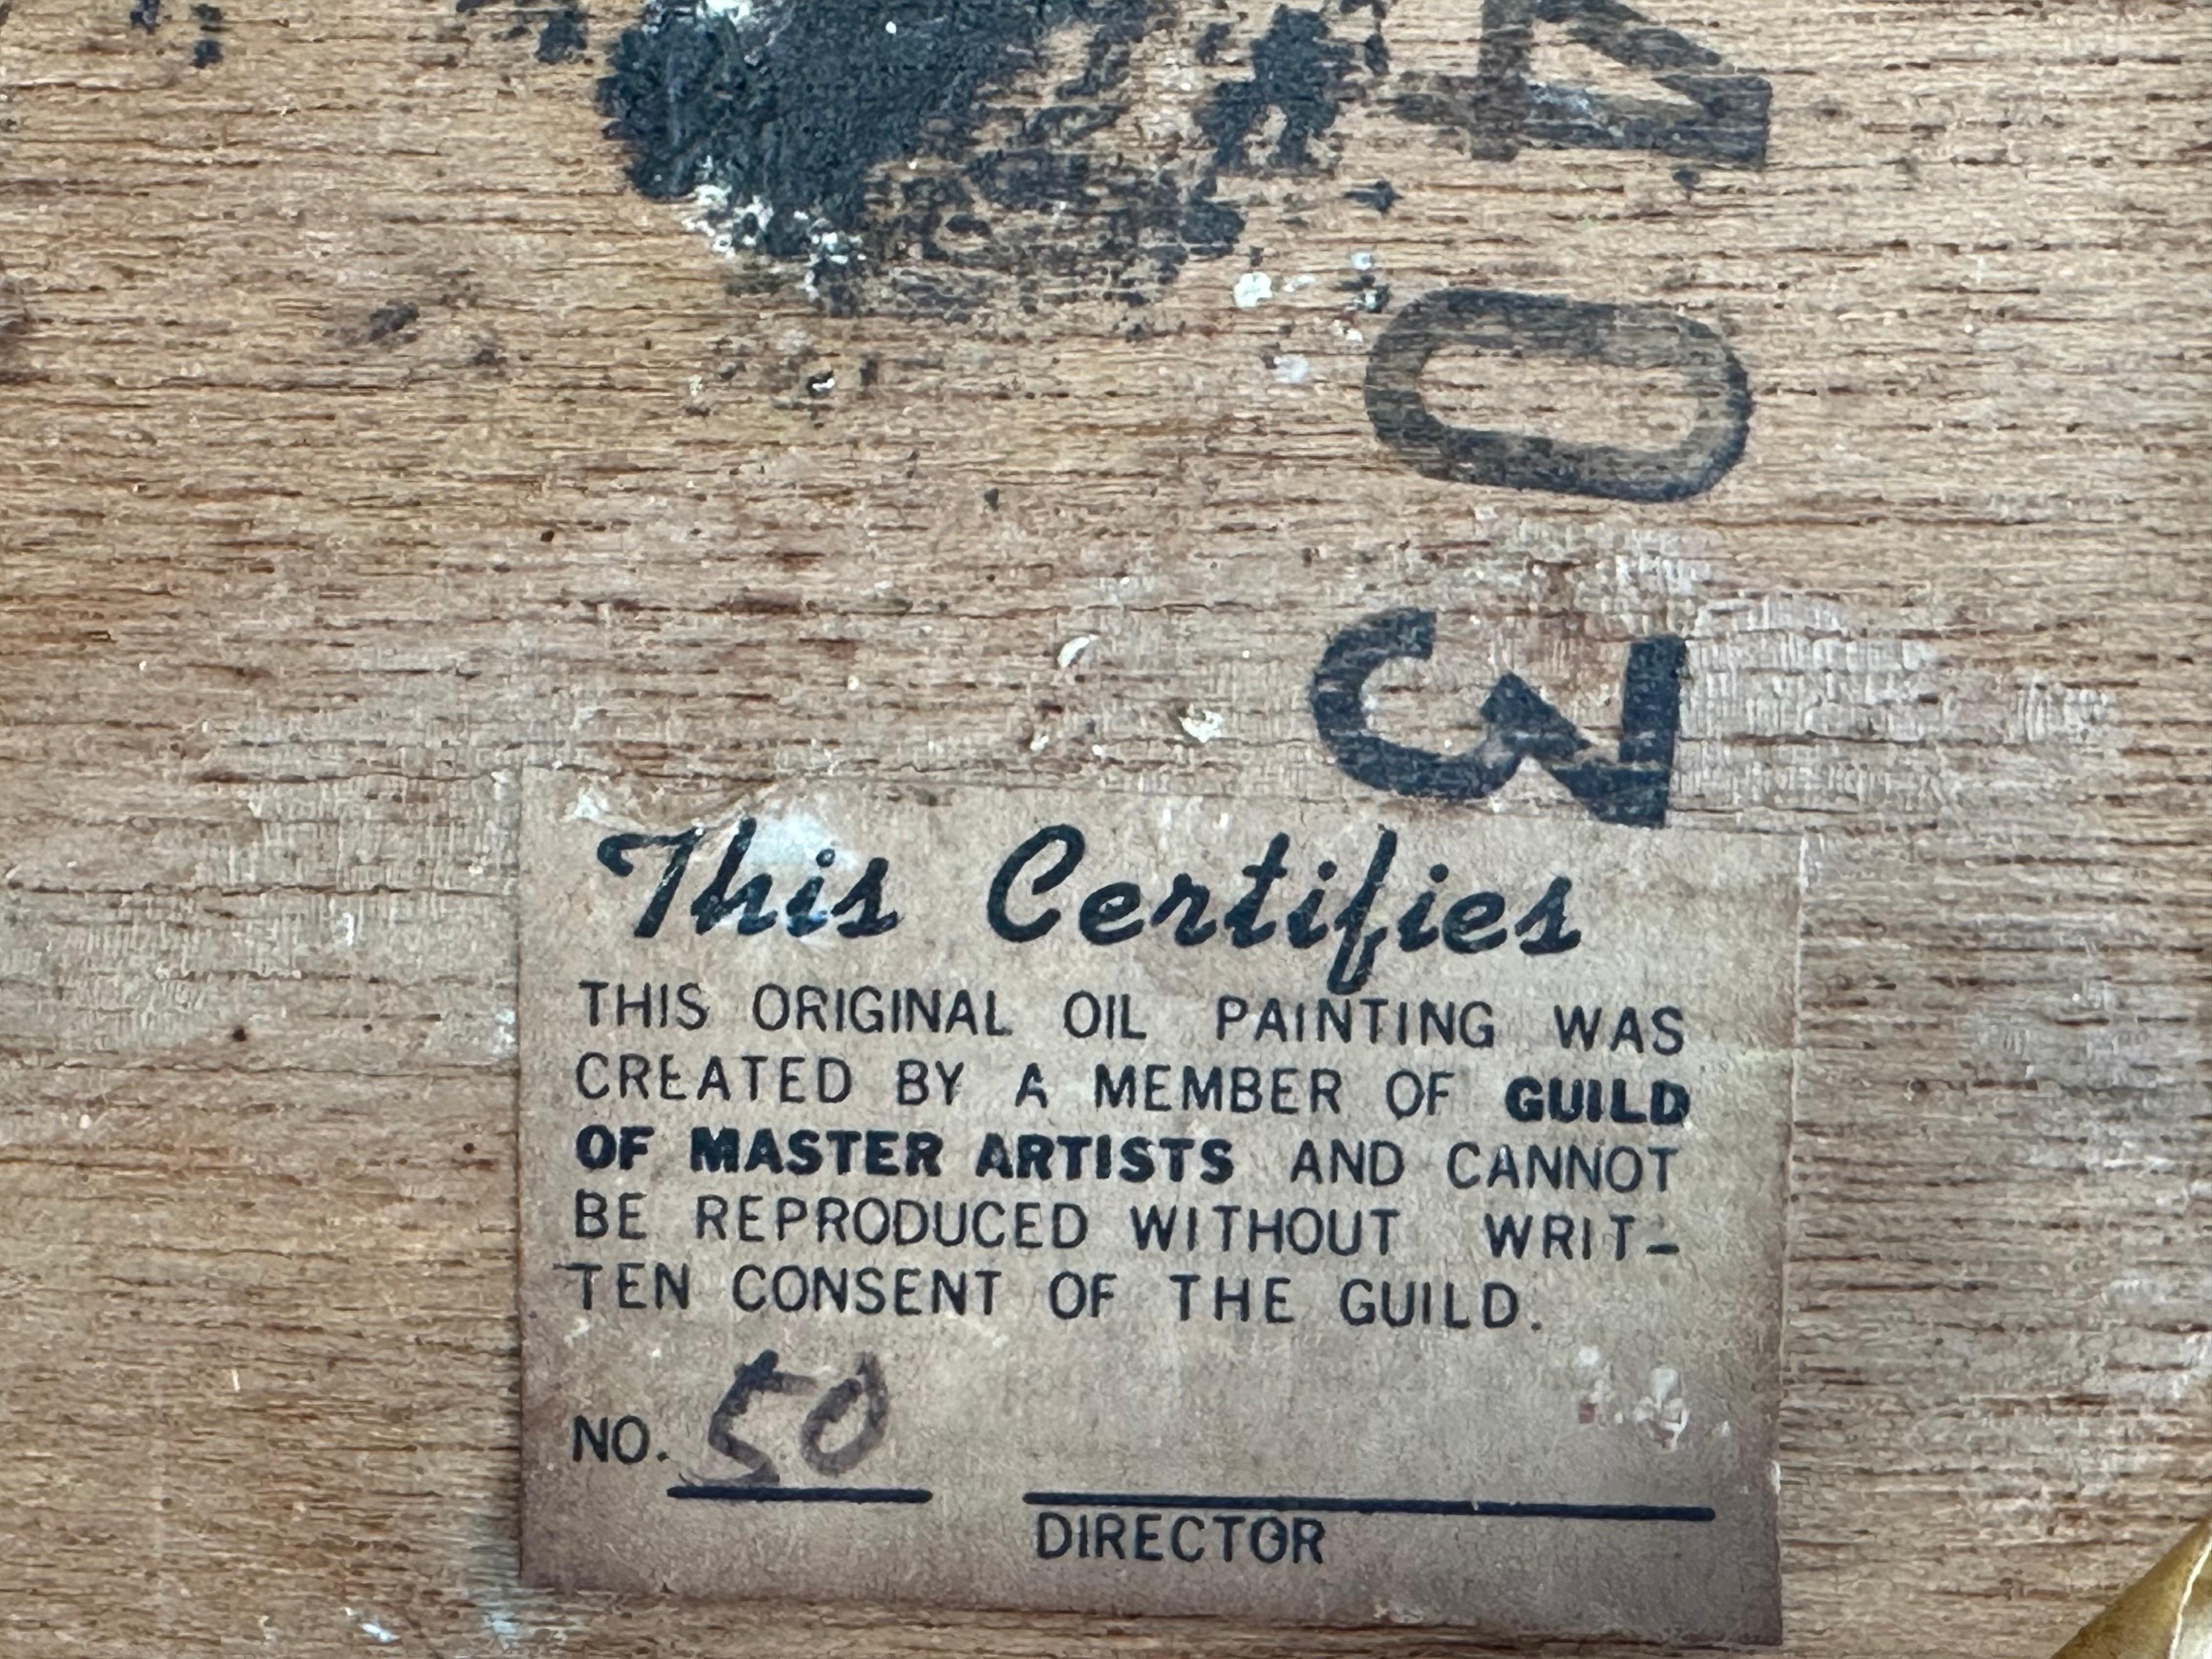 403
This Certifies
THIS ORIGINAL OIL PAINTING WAS
CREATED BY A MEMBER OF GUILD
OF MASTER ARTISTS AND CANNOT
BE REPRODUCED WITHOUT WRIT-
TEN CONSENT OF THE GUILD.
NO. 50
DIRECTOR